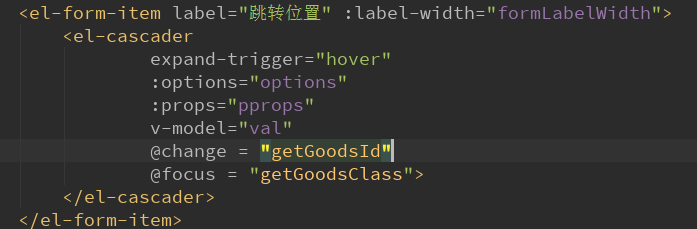 <el-form-item label="跳转位置" :label-width="formLabelWidth">
<el-cascader
expand-trigger="hover"
:options="options"
:props="pprops"
v-model="val"
@change = "getGoodsId"
@focus = "getGoodsClass">
</el-cascader>
</el-form-item>